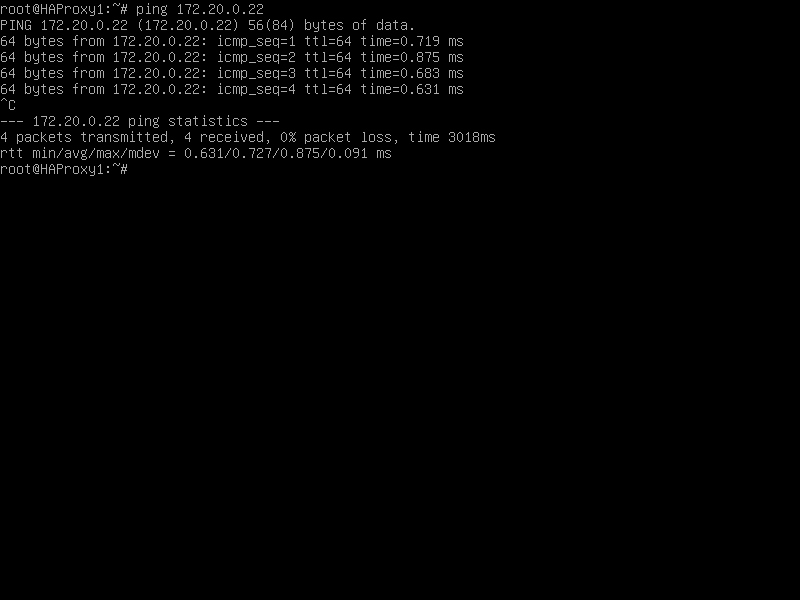 root@HAProxy1:~# ping 172.20.0.22
PING 172.20.0.22 (172.20.0.22) 56(84) bytes of data.
64 bytes from 172.20.0.22: icmp_seq=1 ttl=64 time=0.719 ms
64 bytes from 172.20.0.22: icmp_seq=2 ttl=64 time=0.875 ms
64 bytes from 172.20.0.22: icmp_seq=3 ttl=64 time=0.683 ms
64 bytes from 172.20.0.22: icmp_seq=4 ttl=64 time=0.631 ms
^C
--- 172.20.0.22 ping statistics ---
4 packets transmitted, 4 received, 0% packet loss, time 3018ms
rtt min/avg/max/mdev = 0.631/0.727/0.875/0.091 ms
root@HAProxy1:~#